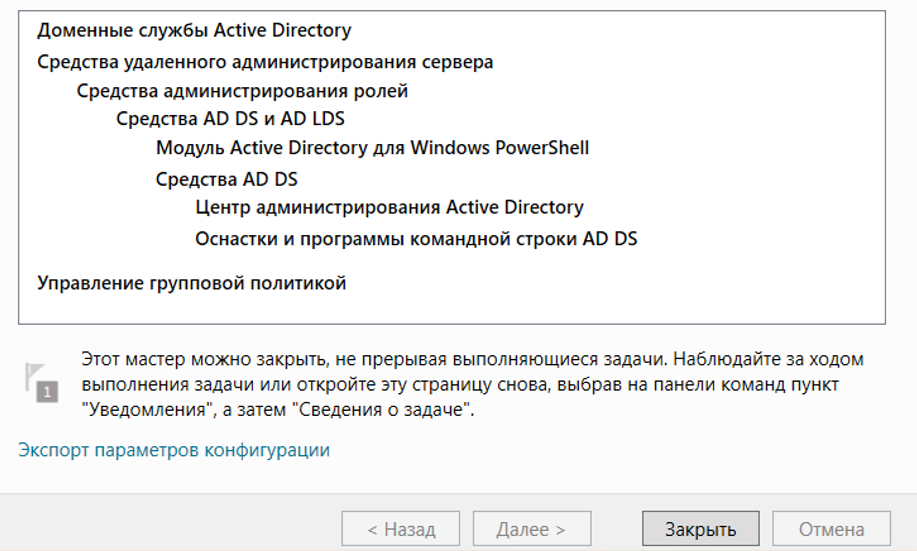 Доменные службы Active Directory
Средства удаленного администрирования сервера
Средства администрирования ролей
Средства AD DS и AD LDS
Модуль Active Directory для Windows PowerShell
Средства AD DS
Центр администрирования Active Directory
Оснастки и программы командной строки AD DS
Управление групповой политикой
Этот мастер можно закрыть, не прерывая выполняющиеся задачи. Наблюдайте за ходом
выполнения задачи или откройте эту страницу снова, выбрав на панели команд пункт
"Уведомления", а затем "Сведения о задаче".
1
Экспорт параметров конфигурации
< Назад Далее > Закрыть Отмена